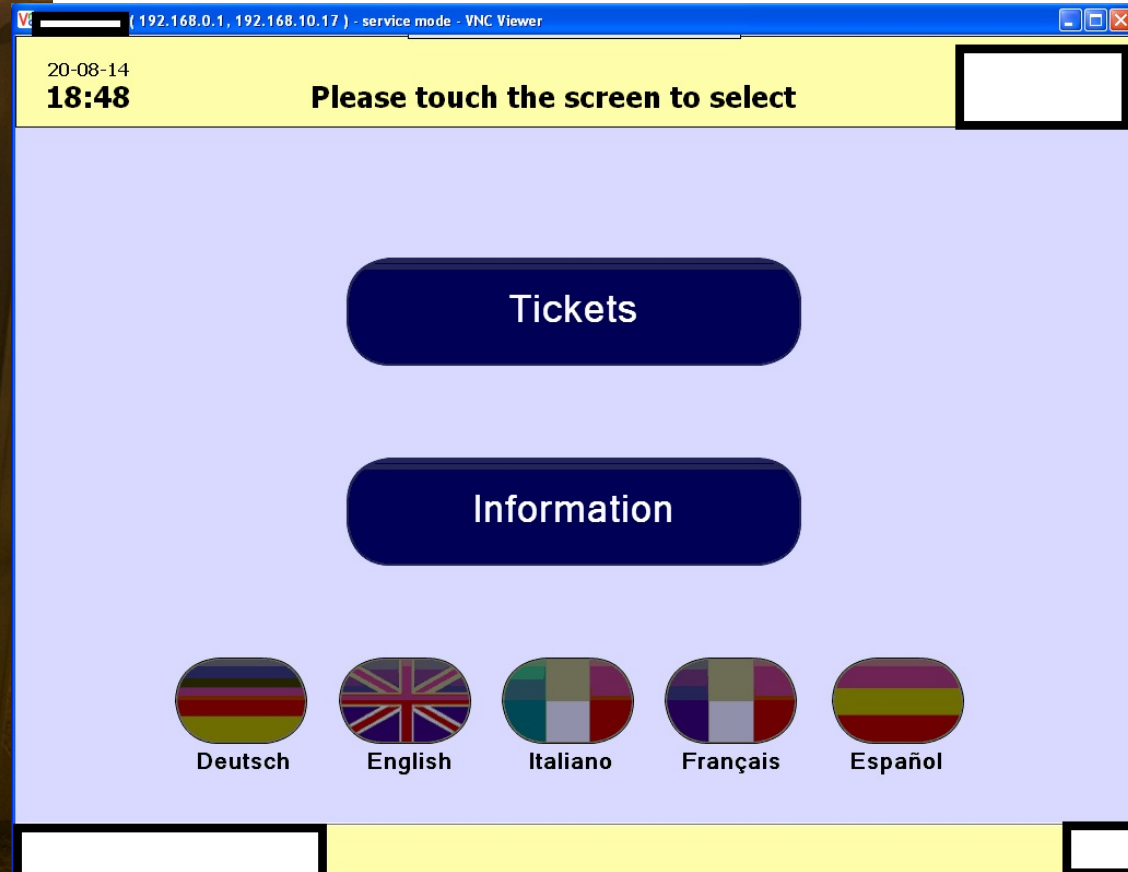 ( 192.168.0.1, 192.168.10.17 ) - service mode - VNC Viewer
20-08-14
18:48
Please touch the screen to select
Tickets
Information
Deutsch English Italiano Français Español